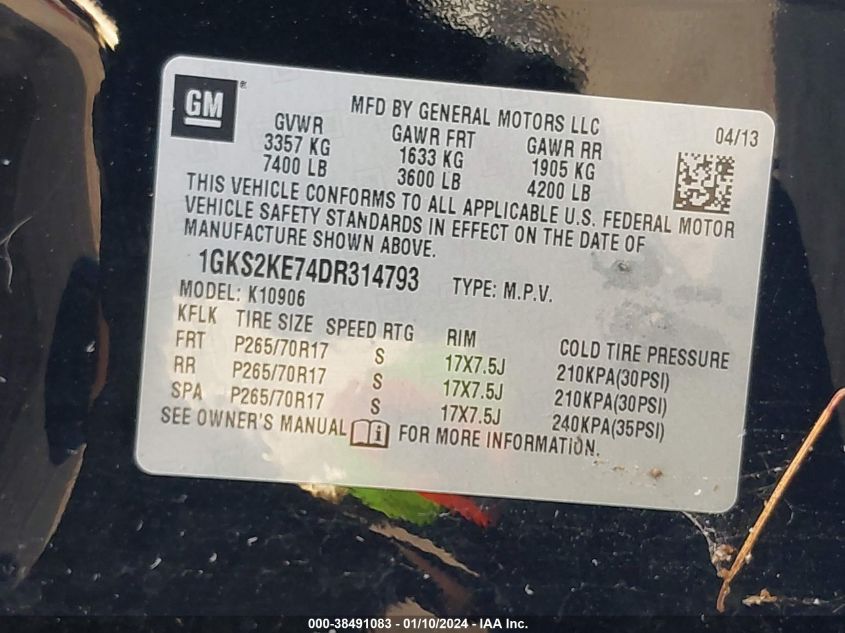 GM ®
MFD BY GENERAL MOTORS LLC
04/13
GVWR GAWR FRT GAWR RR
3357 KG 1633 KG 1905 KG
7400 LB 3600 LB 4200 LB
THIS VEHICLE CONFORMS TO ALL APPLICABLE U.S. FEDERAL MOTOR
VEHICLE SAFETY STANDARDS IN EFFECT ON THE DATE OF
MANUFACTURE SHOWN ABOVE.
1GKS2KE74DR314793 TYPE: M.P.V.
MODEL: K10906
KFLK TIRE SIZE SPEED RTG RIM COLD TIRE PRESSURE
FRT P265/70R17 S 17X7.5J 210KPA(30PSI)
RR P265/70R17 S 17X7.5J 210KPA(30PSI)
SPA P265/70R17 S 17X7.5J 240KPA(35PSI)
SEE OWNER'S MANUAL i FOR MORE INFORMATION.
000-38491083 - 01/10/2024 - IAA Inc.